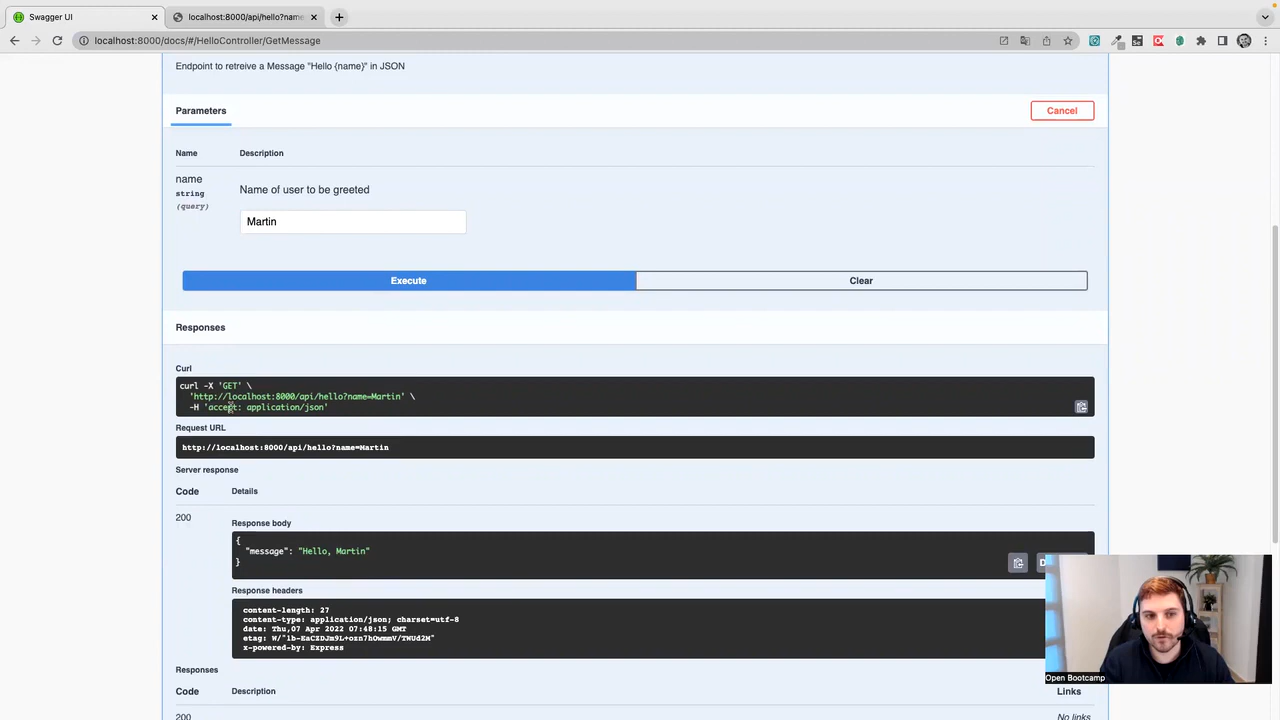 Swagger UI
localhost:8000/api/hello?name
localhost:8000/docs/#/HelloController/GetMessage
Endpoint to retreive a Message "Hello {name}" in JSON
Parameters
Cancel
Name
Description
name
string
(query)
Name of user to be greeted
Martin
Execute
Clear
Responses
Curl
curl -X 'GET' \
'http://localhost:8000/api/hello?name=Martin' \
-H 'accept: application/json'
Request URL
http://localhost:8000/api/hello?name=Martin
Server response
Code
Details
200
Response body
{
"message": "Hello, Martin"
}
Response headers
content-length: 27
content-type: application/json; charset=utf-8
date: Thu,07 Apr 2022 07:48:15 GMT
x-powered-by: Express
Responses
Open Bootcamp
Code
Description
Links
200
No links